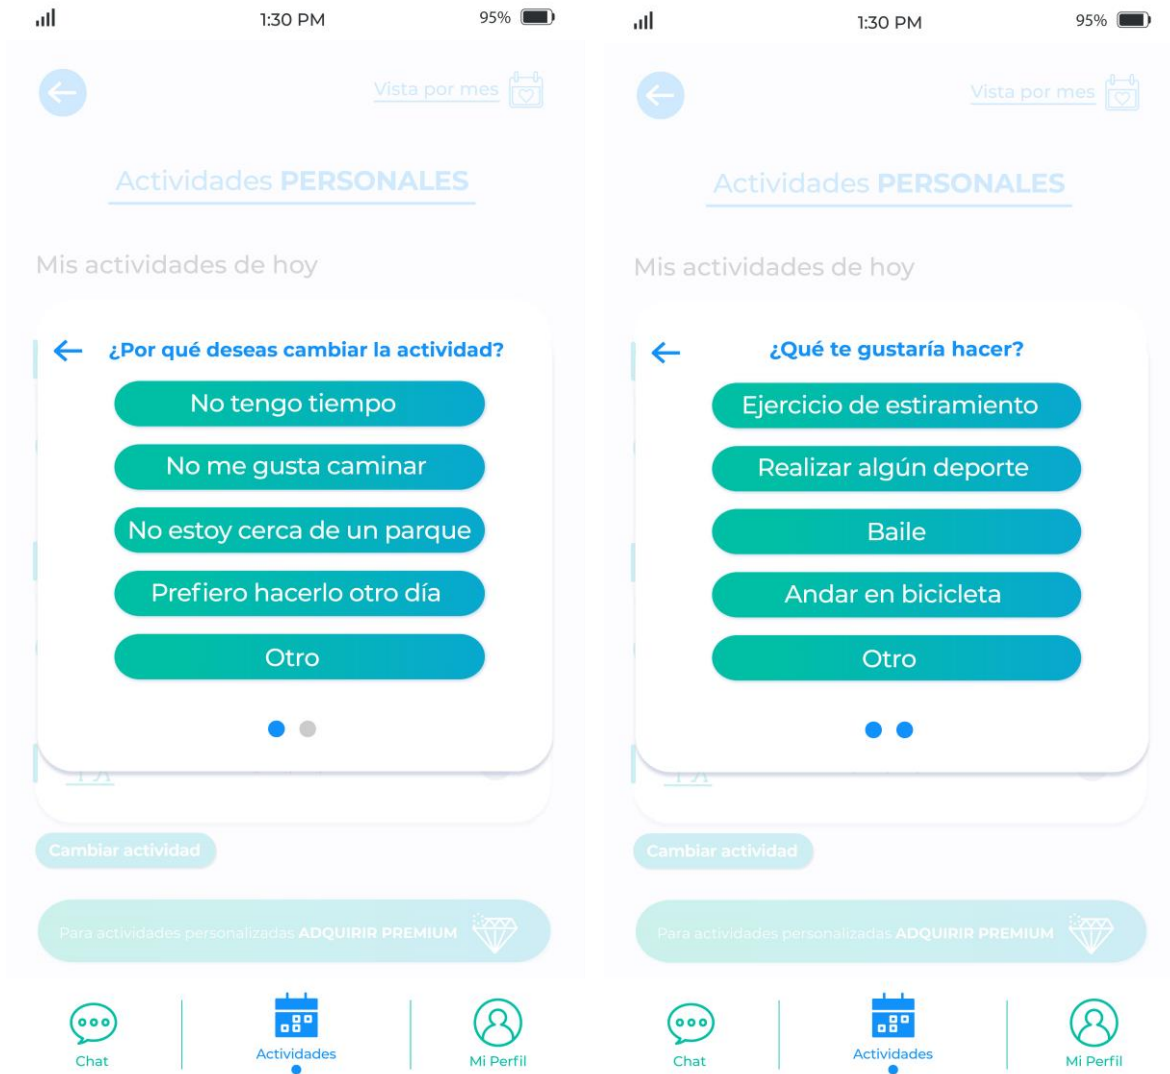 1:30 PM
95%
Vista por mes
Actividades PERSONALES
Mis actividades de hoy
¿Por qué deseas cambiar la actividad?
No tengo tiempo
No me gusta caminar
No estoy cerca de un parque
Prefiero hacerlo otro día
Otro
Cambiar actividad
Para actividades personalizadas ADQUIRIR PREMIUM
Chat
Actividades
Mi Perfil
1:30 PM
95%
Vista por mes
Actividades PERSONALES
Mis actividades de hoy
¿Qué te gustaría hacer?
Ejercicio de estiramiento
Realizar algún deporte
Baile
Andar en bicicleta
Otro
Cambiar actividad
Para actividades personalizadas ADQUIRIR PREMIUM
Chat
Actividades
Mi Perfil